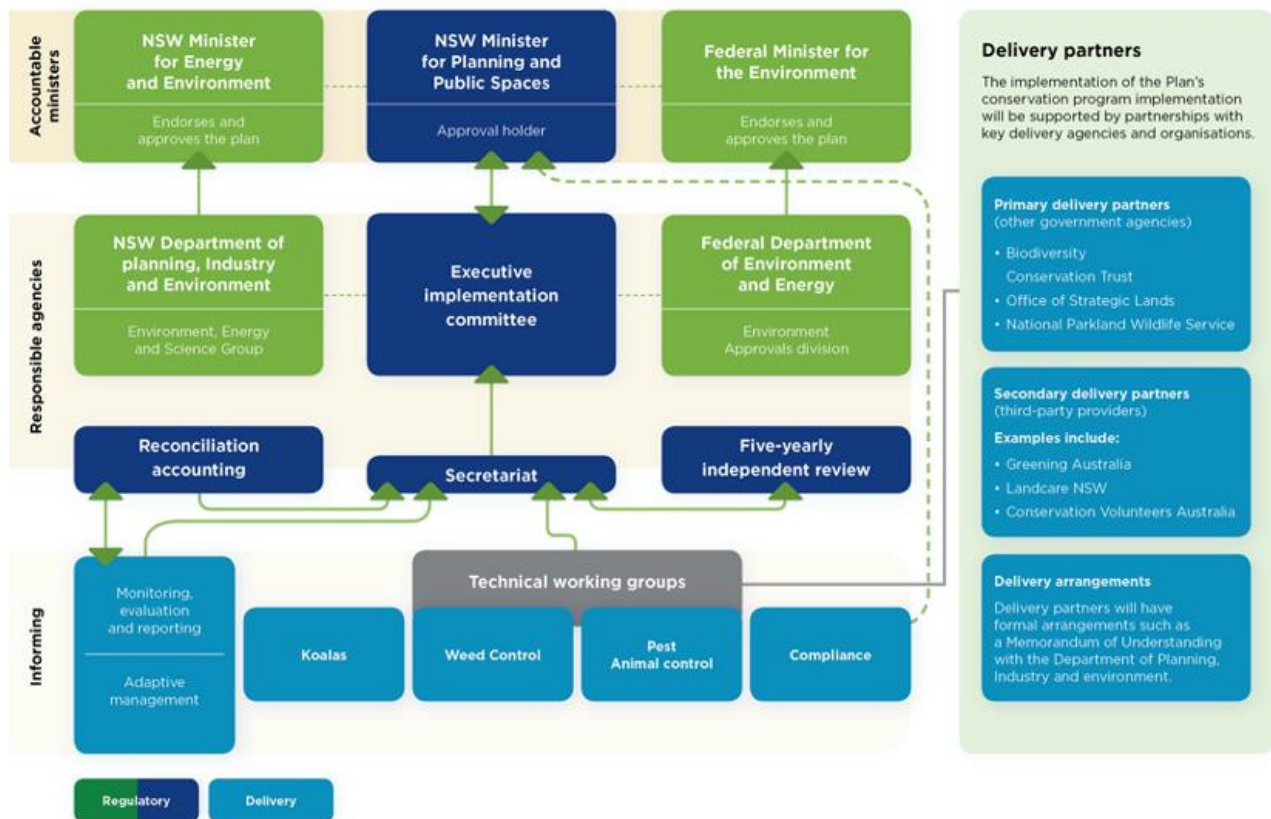 Accountable
ministers
NSW Minister
for Energy
and Environment
Endorses and
approves the plan
NSW Minister
for Planning and
Public Spaces
Approval holder
Federal Minister for
the Environment
Endorses and
approves the plan
Responsible agencies
NSW Department of
planning, Industry
and Environment
Environment, Energy
and Science Group
Executive
implementation
committee
Federal Department
of Environment
and Energy
Environment
Approvals division
Reconciliation
accounting
Secretariat
Five-yearly
independent review
Informing
Monitoring,
evaluation
and reporting
Adaptive
management
Technical working groups
Koalas
Weed Control
Pest
Animal control
Compliance
Regulatory
Delivery
Delivery partners
The implementation of the Plan's
conservation program implementation
will be supported by partnerships with
key delivery agencies and organisations.
Primary delivery partners
(other government agencies)
• Biodiversity
Conservation Trust
• Office of Strategic Lands
• National Parkland Wildlife Service
Secondary delivery partners
(third-party providers)
Examples include:
• Greening Australia
• Landcare NSW
• Conservation Volunteers Australia
Delivery arrangements
Delivery partners will have
formal arrangements such as
a Memorandum of Understanding
with the Department of Planning,
Industry and environment.